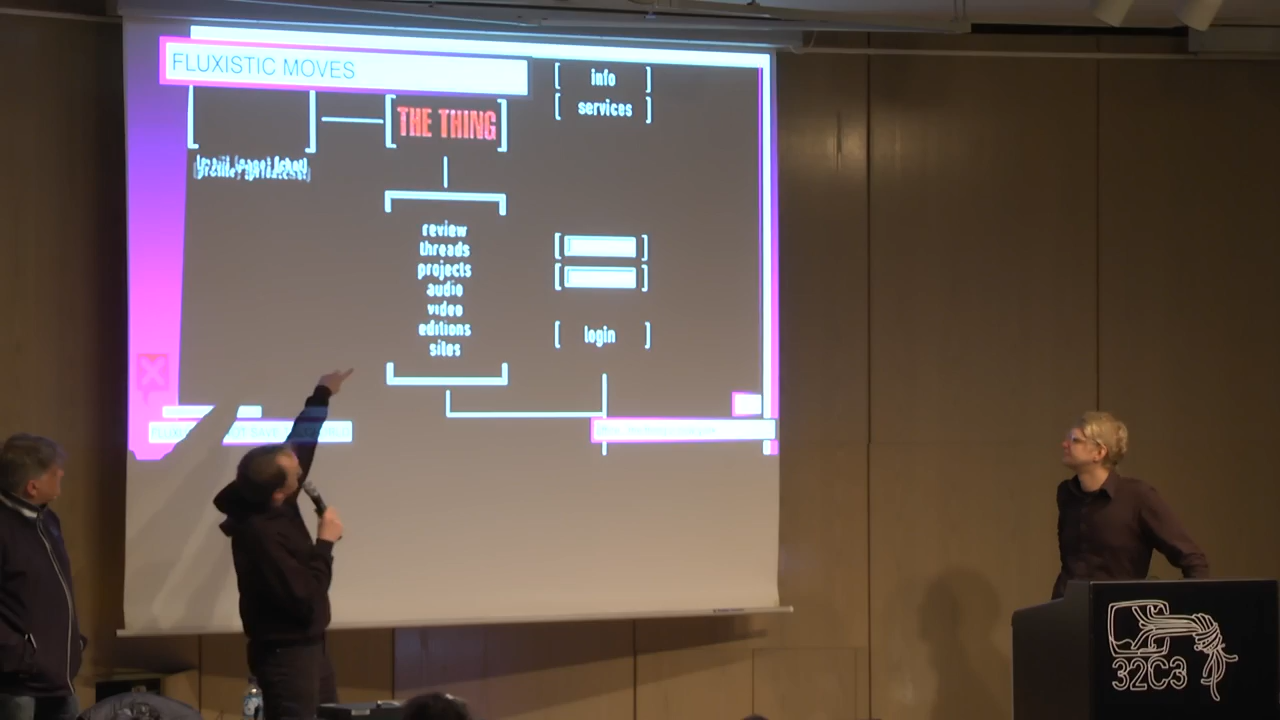 FLUXISTIC MOVES
[ info ]
[ services ]
[THE THING]
review
threads
projects
audio
video
editions
sites
[ login ]
32C3